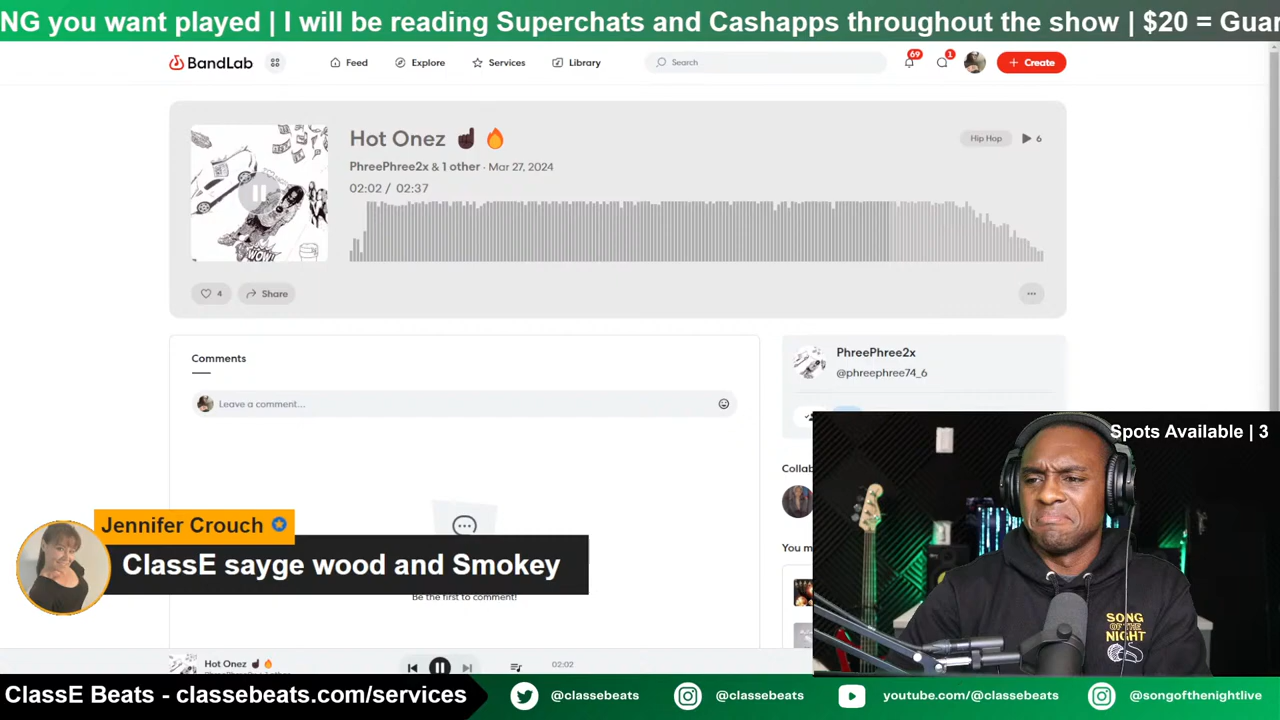 NG you want played | I will be reading Superchats and Cashapps throughout the show | $20 = Guar
BandLab
Feed
Explore
Services
Library
Search
69
1
+ Create
Hot Onez ☝🏿 🔥
Hip Hop
6
PhreePhree2x & 1 other · Mar 27, 2024
02:02 / 02:37
WOW!
4
Share
Comments
Leave a comment...
Be the first to comment!
PhreePhree2x
@phreephree74_6
Collab
You m
Spots Available | 3
Jennifer Crouch
ClassE sayge wood and Smokey
SONG
OF THE
NIGHT
Hot Onez ☝🏿 🔥
02:02
ClassE Beats - classebeats.com/services
@classebeats
@classebeats
youtube.com/@classebeats
@songofthenightlive